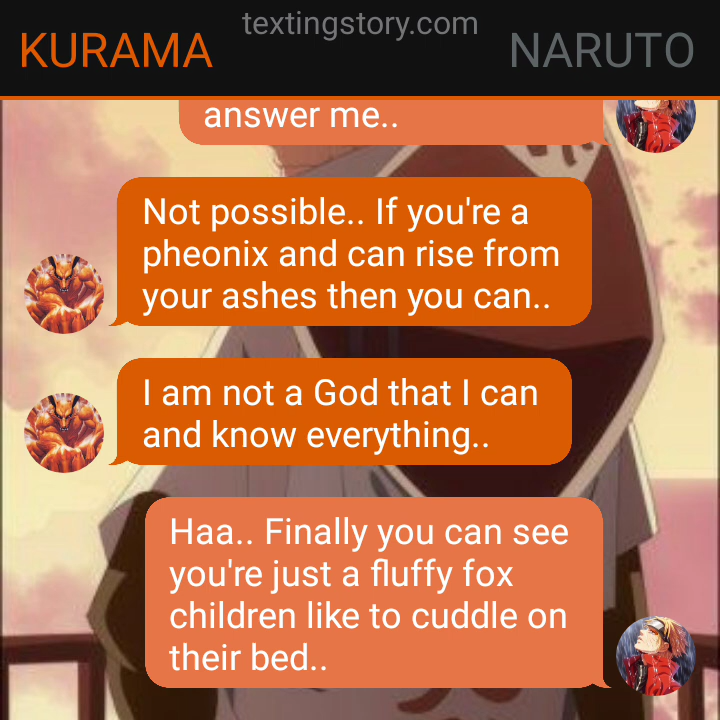 textingstory.com
KURAMA
NARUTO
answer me..
Not possible.. If you're a
pheonix and can rise from
your ashes then you can..
I am not a God that I can
and know everything..
Haa.. Finally you can see
you're just a fluffy fox
children like to cuddle on
their bed..